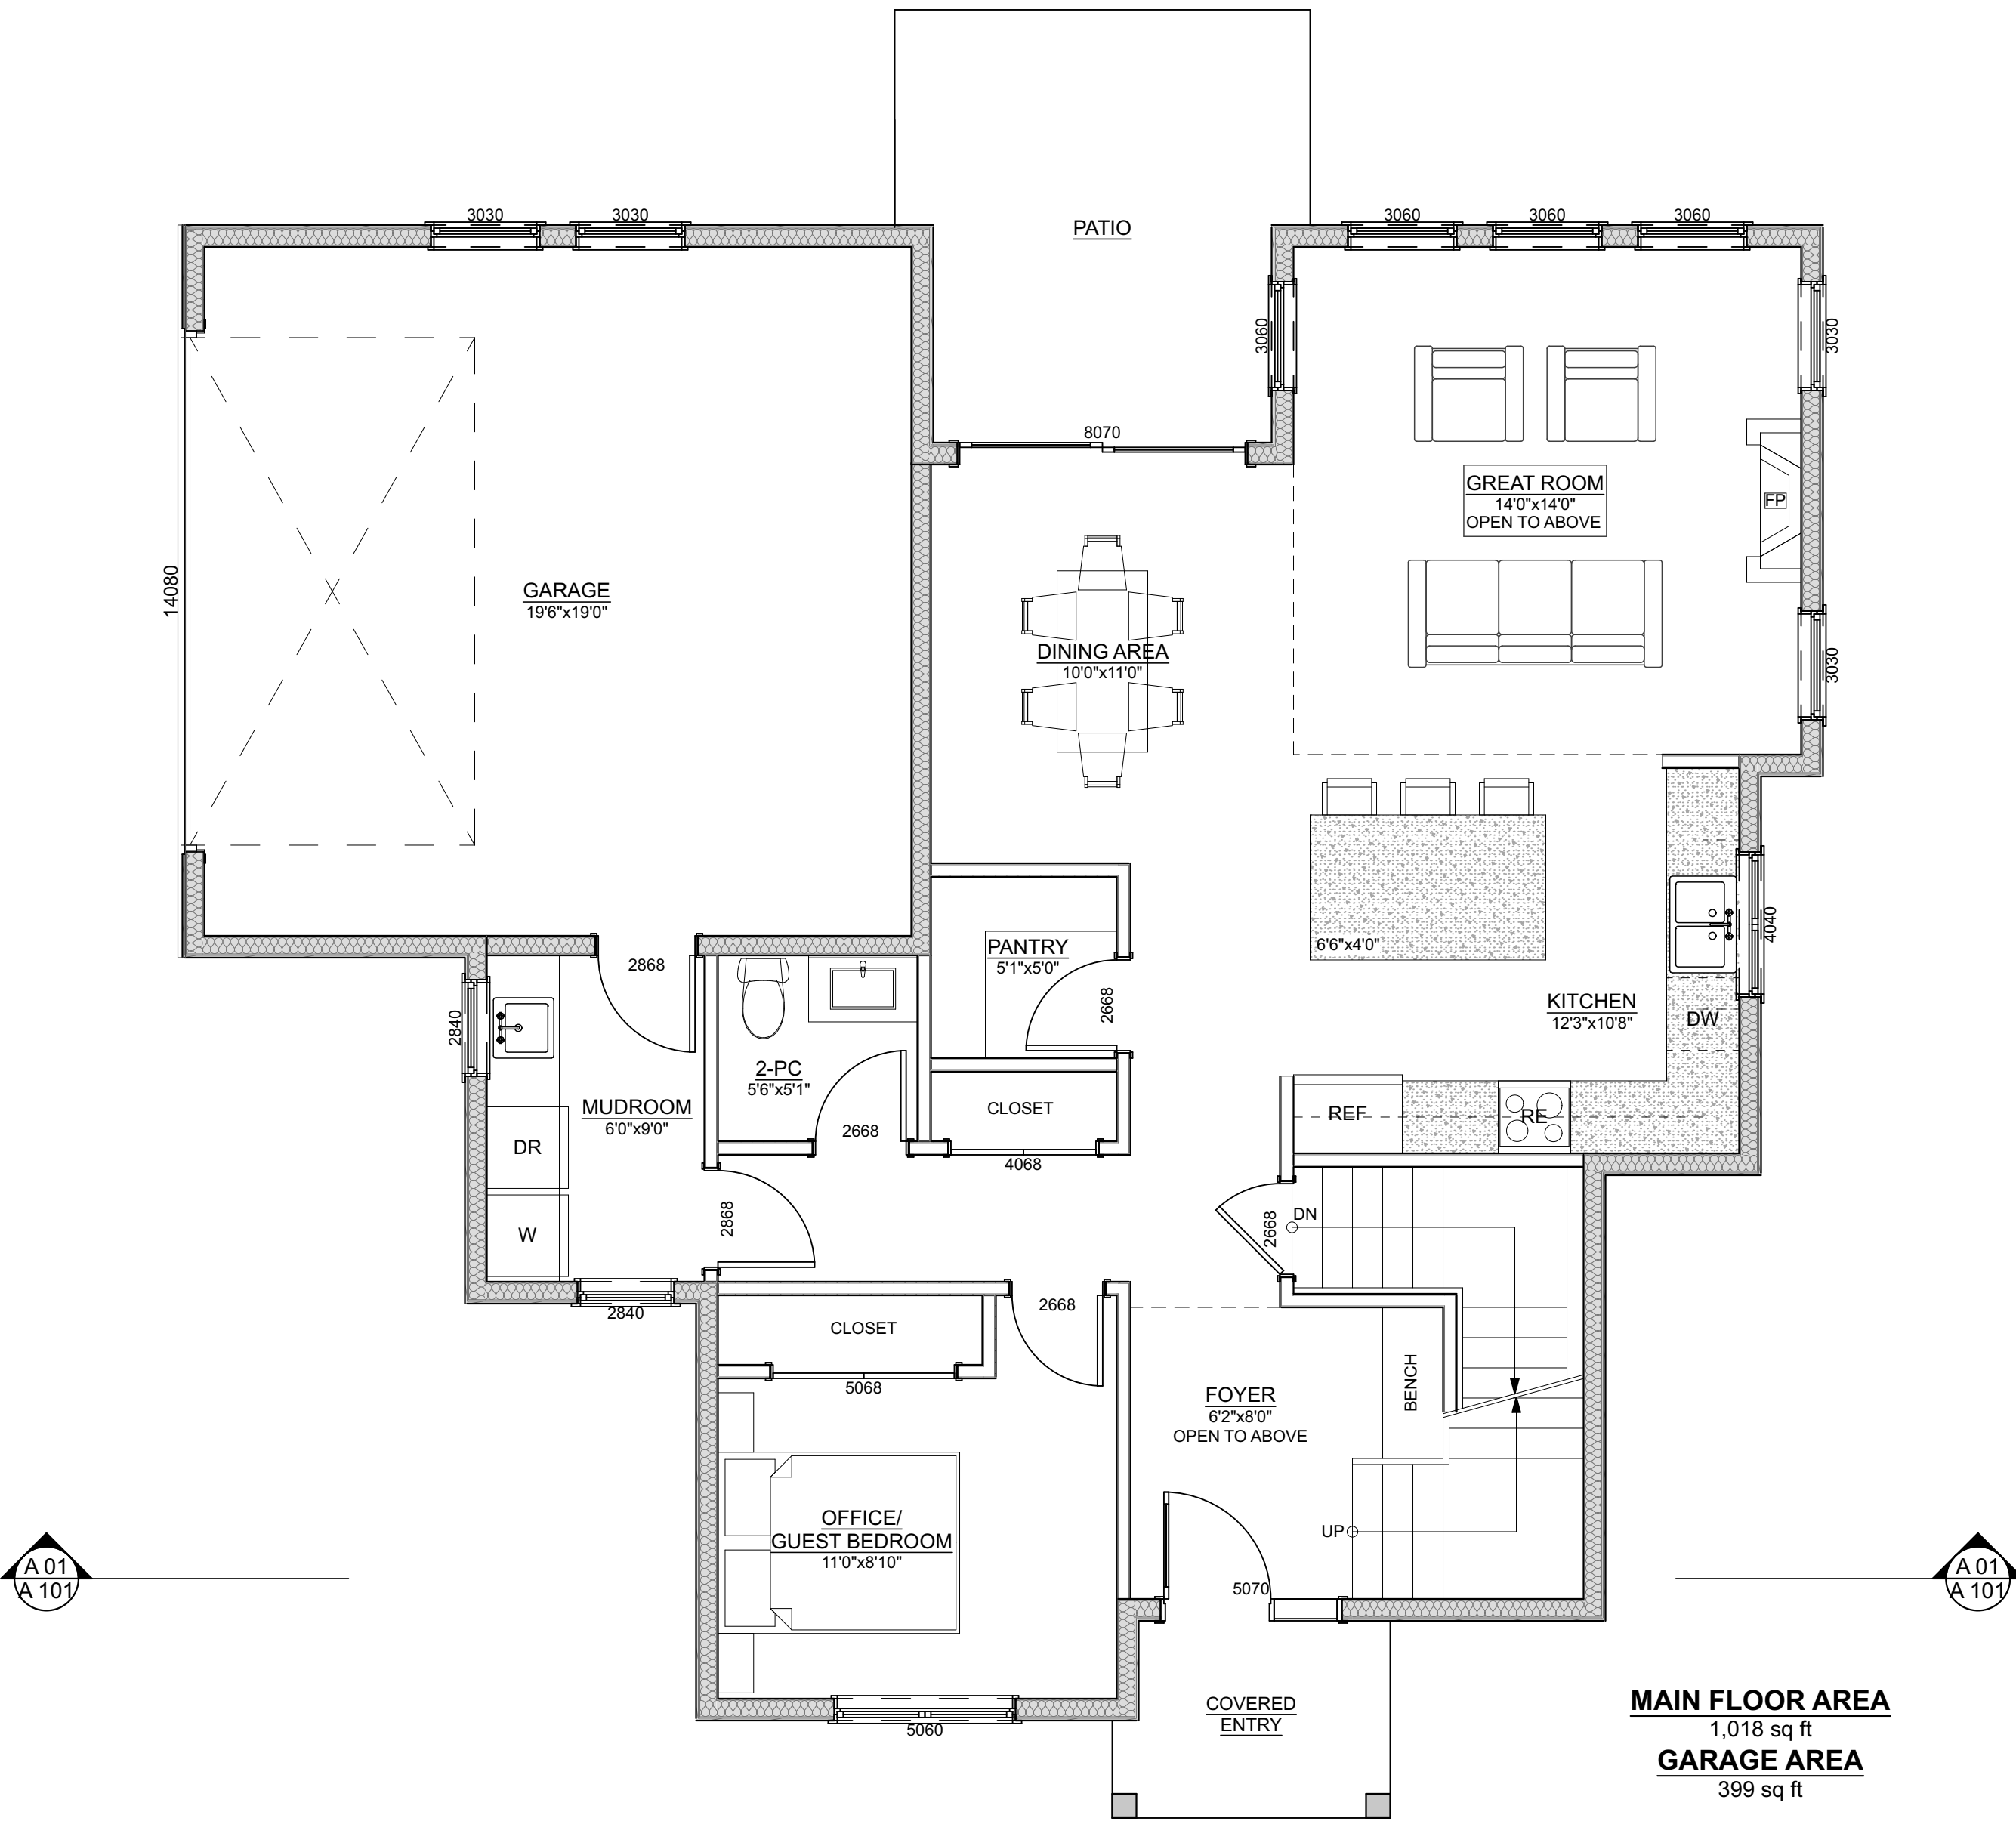 PATIO
3030
3030
3060
3060
3060
3060
3030
8070
GREAT ROOM
14'0"x14'0"
OPEN TO ABOVE
FP
14080
GARAGE
19'6"x19'0"
DINING AREA
10'0"x11'0"
3030
6'6"x4'0"
4040
PANTRY
5'1"x5'0"
2668
2868
KITCHEN
12'3"x10'8"
DW
2840
2-PC
5'6"x5'1"
MUDROOM
6'0"x9'0"
CLOSET
REF
RE
DR
2668
4068
W
2868
2668
DN
2840
CLOSET
2668
5068
BENCH
FOYER
6'2"x8'0"
OPEN TO ABOVE
OFFICE/
GUEST BEDROOM
11'0"x8'10"
UP
5070
A 01
A 101
A 01
A 101
5060
COVERED
ENTRY
MAIN FLOOR AREA
1,018 sq ft
GARAGE AREA
399 sq ft